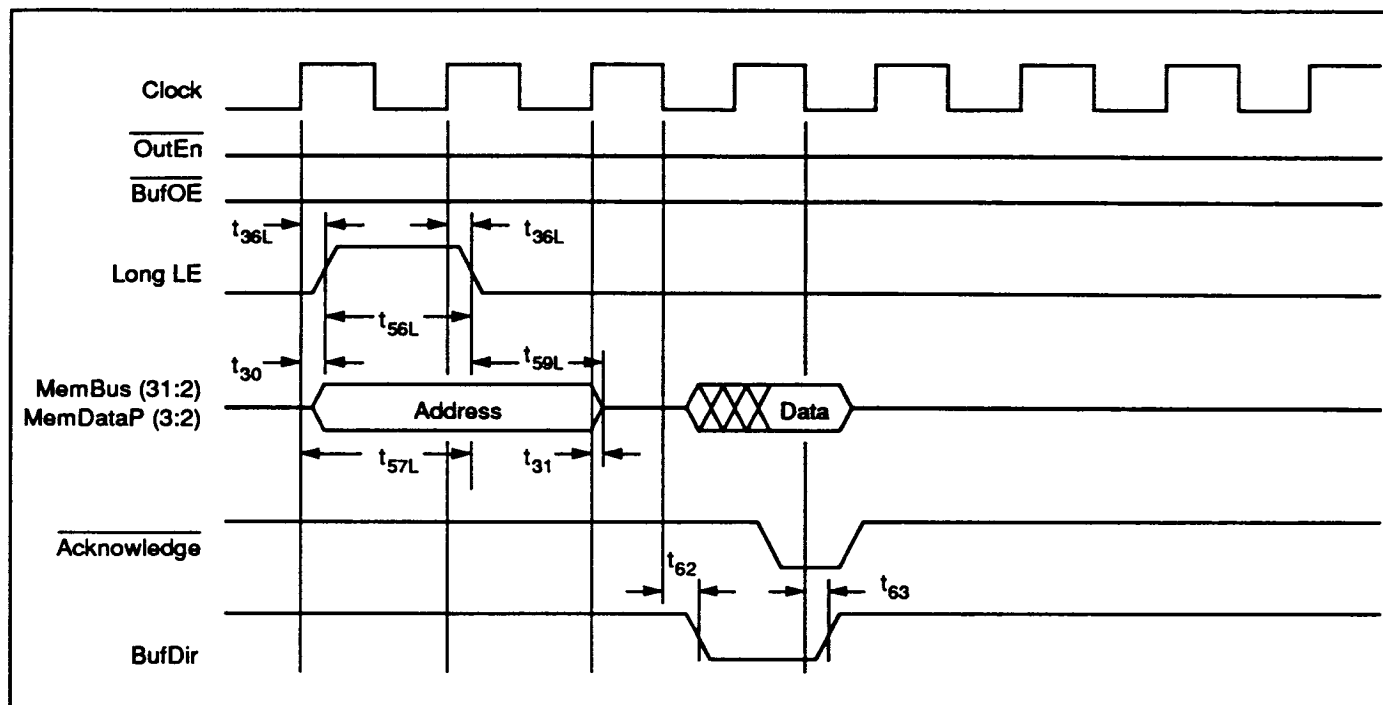 Clock
OutEn
BufOE
t36L
t36L
Long LE
t56L
t30
t59L
MemBus (31:2)
MemDataP (3:2)
Address
Data
t57L
t31
Acknowledge
t62
t63
BufDir